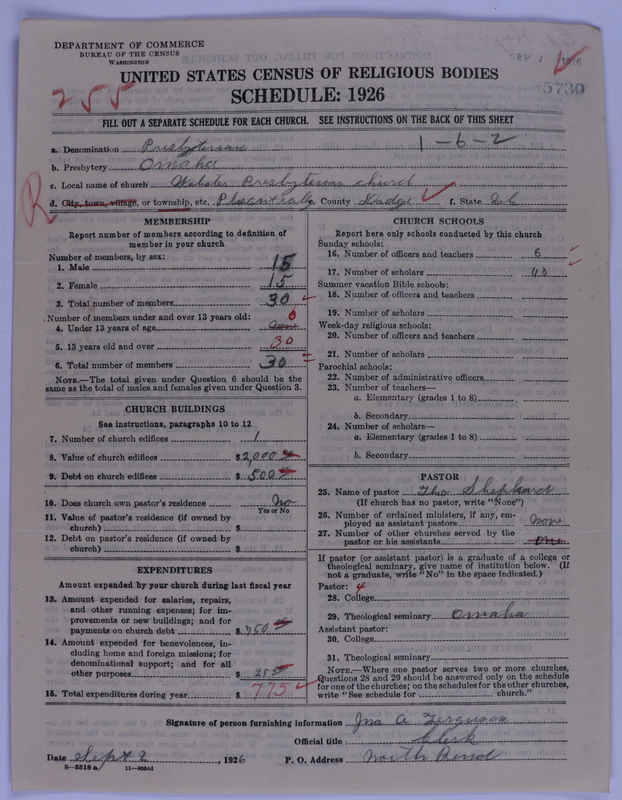 DEPARTMENT OF COMMERCE
BUREAU OF THE CENSUS
WASHINGTON
SEP 7 1926
UNITED STATES CENSUS OF RELIGIOUS BODIES
255
SCHEDULE: 1926
5730
FILL OUT A SEPARATE SCHEDULE FOR EACH CHURCH. SEE INSTRUCTIONS ON THE BACK OF THIS SHEET
1-6-2
a. Denomination Presbyterian
b. Presbytery Omaha
c. Local name of church Webster Presbyterian church
R
d. City, town, village, or township, etc. Pleasant Valley e. County Dodge f. State Neb
MEMBERSHIP
Report number of members according to definition of
member in your church
Number of members, by sex:
1. Male 15
2. Female 15
3. Total number of members 30
Number of members under and over 13 years old: 0
4. Under 13 years of age
5. 13 years old and over 30
6. Total number of members 30
NOTE.—The total given under Question 6 should be the
same as the total of males and females given under Question 3.
CHURCH BUILDINGS
See instructions, paragraphs 10 to 12
7. Number of church edifices 1
8. Value of church edifices $2,000
9. Debt on church edifices $500
10. Does church own pastor's residence No
Yes or No
11. Value of pastor's residence (if owned by
church) $
12. Debt on pastor's residence (if owned by
church) $
EXPENDITURES
Amount expended by your church during last fiscal year
13. Amount expended for salaries, repairs,
and other running expenses; for im-
provements or new buildings; and for
payments on church debt $750
14. Amount expended for benevolences, in-
cluding home and foreign missions; for
denominational support; and for all
other purposes $25
15. Total expenditures during year $775
CHURCH SCHOOLS
Report here only schools conducted by this church
Sunday schools:
16. Number of officers and teachers 6
17. Number of scholars 40
Summer vacation Bible schools:
18. Number of officers and teachers
19. Number of scholars
Week-day religious schools:
20. Number of officers and teachers
21. Number of scholars
Parochial schools:
22. Number of administrative officers
23. Number of teachers—
a. Elementary (grades 1 to 8)
b. Secondary
24. Number of scholars—
a. Elementary (grades 1 to 8)
b. Secondary
PASTOR
25. Name of pastor Theo Shephard
(If church has no pastor, write "None")
26. Number of ordained ministers, if any, em-
ployed as assistant pastors None
27. Number of other churches served by the
pastor or his assistants one
If pastor (or assistant pastor) is a graduate of a college or
theological seminary, give name of institution below. (If
not a graduate, write "No" in the space indicated.)
Pastor: 4
28. College
29. Theological seminary Omaha
Assistant pastor:
30. College
31. Theological seminary
NOTE.—Where one pastor serves two or more churches,
Questions 28 and 29 should be answered only on the schedule
for one of the churches; on the schedules for the other churches,
write "See schedule for church."
Signature of person furnishing information Jna A Ferguson
Official title Clerk
Date Sept 2, 1926 P. O. Address North Bend
8—5518a 11—9554d